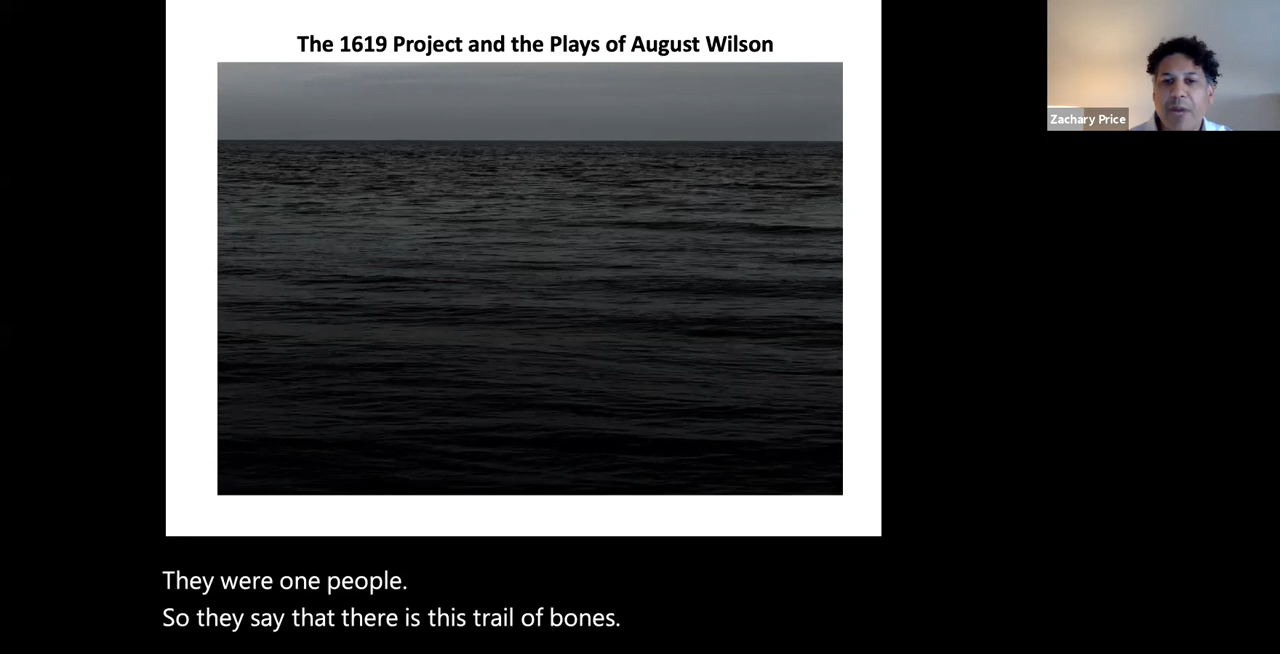 The 1619 Project and the Plays of August Wilson
Zachary Price
They were one people.
So they say that there is this trail of bones.